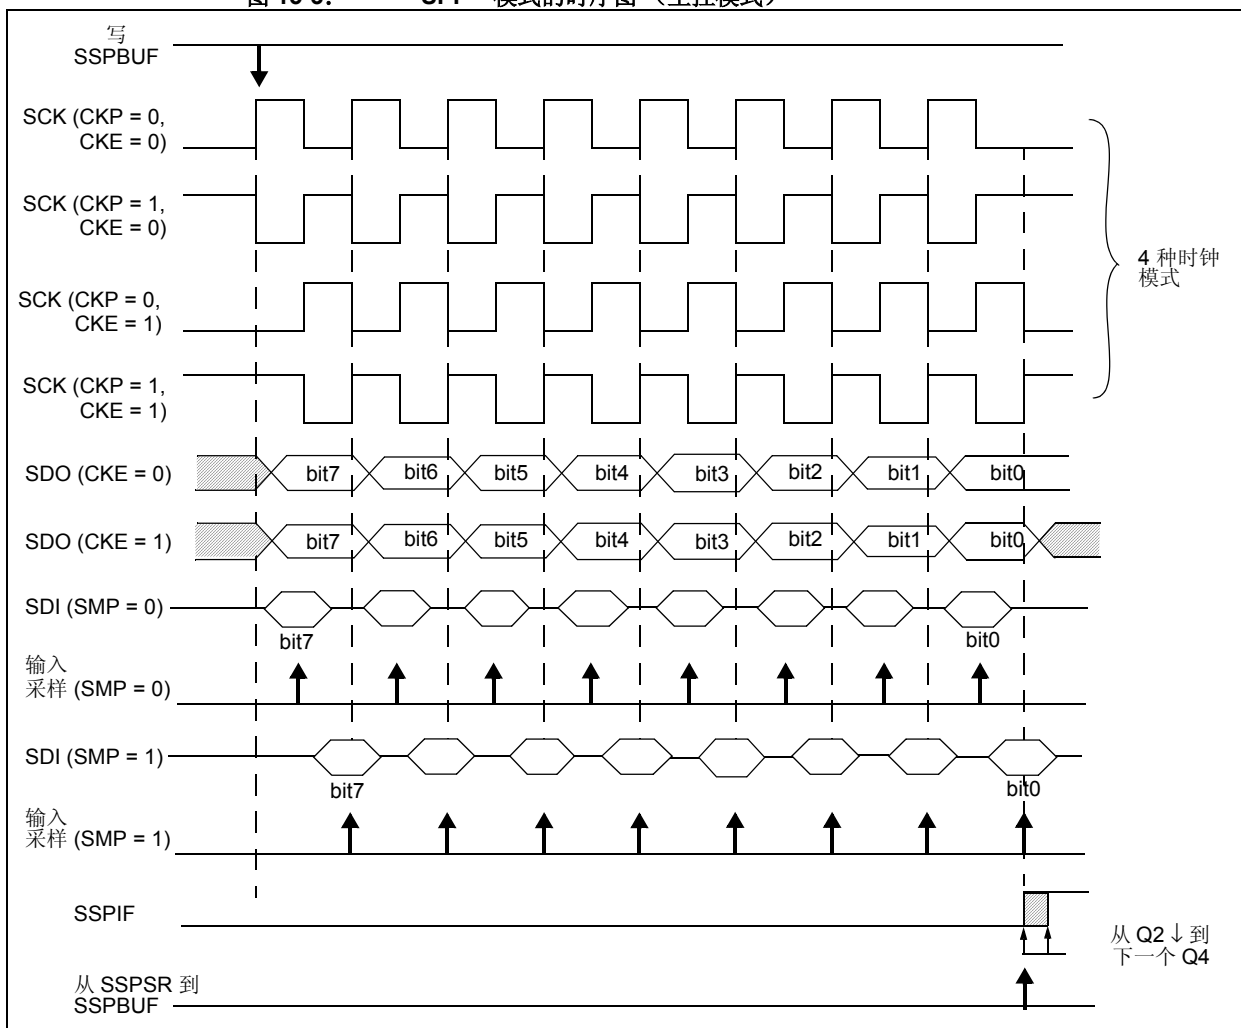 写
SSPBUF
SCK (CKP = 0,
CKE = 0)
SCK (CKP = 1,
CKE = 0)
SCK (CKP = 0,
CKE = 1)
SCK (CKP = 1,
CKE = 1)
4 种时钟
模式
SDO (CKE = 0)
bit7 bit6 bit5 bit4 bit3 bit2 bit1 bit0
SDO (CKE = 1)
bit7 bit6 bit5 bit4 bit3 bit2 bit1 bit0
SDI (SMP = 0)
bit7 bit0
输入
采样 (SMP = 0)
SDI (SMP = 1)
bit7 bit0
输入
采样 (SMP = 1)
SSPIF
从 Q2 ↓ 到
下一个 Q4
从 SSPSR 到
SSPBUF